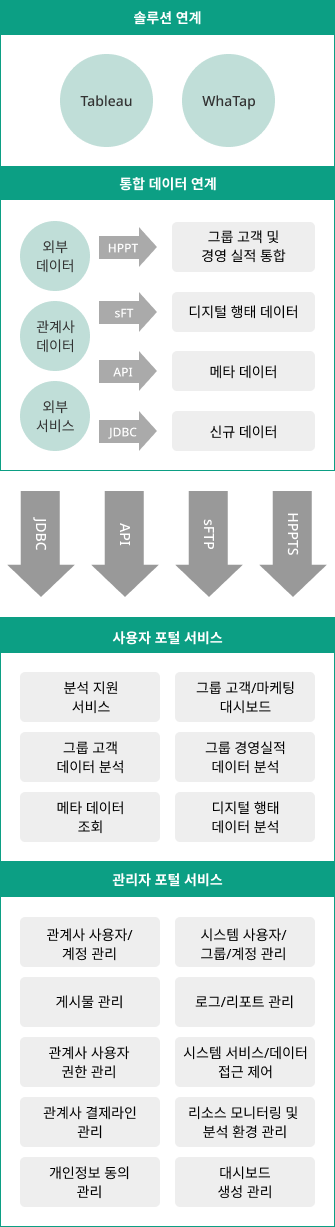 솔루션 연계
Tableau
WhaTap
통합 데이터 연계
외부
데이터
관계사
데이터
외부
서비스
HPPT
sFT
API
JDBC
그룹 고객 및
경영 실적 통합
디지털 행태 데이터
메타 데이터
신규 데이터
JDBC
API
sFTP
HPPTS
사용자 포털 서비스
분석 지원
서비스
그룹 고객/마케팅
대시보드
그룹 고객
데이터 분석
그룹 경영실적
데이터 분석
메타 데이터
조회
디지털 행태
데이터 분석
관리자 포털 서비스
관계사 사용자/
계정 관리
시스템 사용자/
그룹/계정 관리
게시물 관리
로그/리포트 관리
관계사 사용자
권한 관리
시스템 서비스/데이터
접근 제어
관계사 결제라인
관리
리소스 모니터링 및
분석 환경 관리
개인정보 동의
관리
대시보드
생성 관리